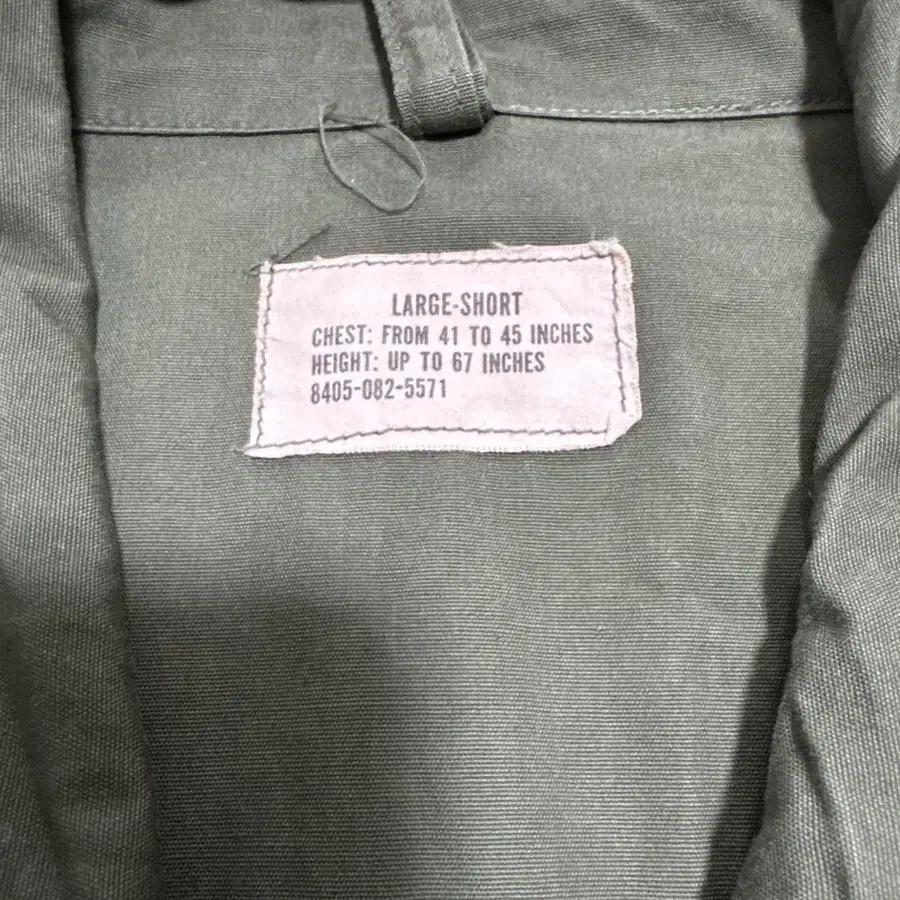 LARGE-SHORT
CHEST: FROM 41 TO 45 INCHES
HEIGHT: UP TO 67 INCHES
8405-082-5571